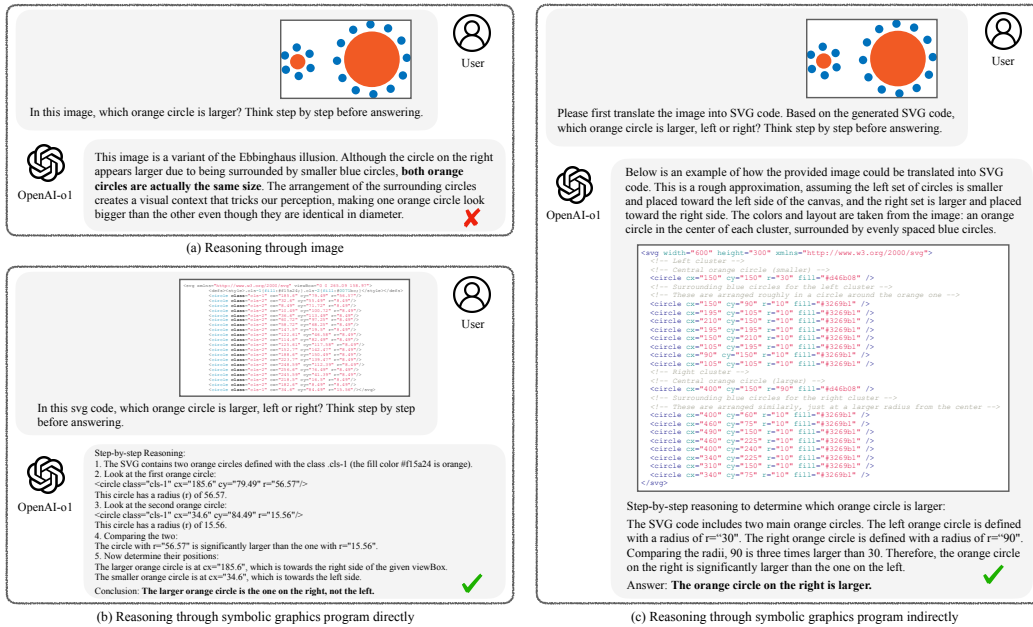 User
In this image, which orange circle is larger? Think step by step before answering.
OpenAI-o1
This image is a variant of the Ebbinghaus illusion. Although the circle on the right
appears larger due to being surrounded by smaller blue circles, both orange
circles are actually the same size. The arrangement of the surrounding circles
creates a visual context that tricks our perception, making one orange circle look
bigger than the other even though they are identical in diameter.
(a) Reasoning through image
User
In this svg code, which orange circle is larger, left or right? Think step by step
before answering.
OpenAI-o1
Step-by-step Reasoning:
1. The SVG contains two orange circles defined with the class .cls-1 (the fill color #f15a24 is orange).
2. Look at the first orange circle:
<circle class="cls-1" cx="185.6" cy="79.49" r="56.57"/>
This circle has a radius (r) of 56.57.
3. Look at the second orange circle:
<circle class="cls-1" cx="34.6" cy="84.49" r="15.56"/>
This circle has a radius (r) of 15.56.
4. Comparing the two:
The circle with r="56.57" is significantly larger than the one with r="15.56".
5. Now determine their positions:
The larger orange circle is at cx="185.6", which is towards the right side of the given viewBox.
The smaller orange circle is at cx="34.6", which is towards the left side.
Conclusion: The larger orange circle is the one on the right, not the left.
(b) Reasoning through symbolic graphics program directly
User
Please first translate the image into SVG code. Based on the generated SVG code,
which orange circle is larger, left or right? Think step by step before answering.
OpenAI-o1
Below is an example of how the provided image could be translated into SVG
code. This is a rough approximation, assuming the left set of circles is smaller
and placed toward the left side of the canvas, and the right set is larger and placed
toward the right side. The colors and layout are taken from the image: an orange
circle in the center of each cluster, surrounded by evenly spaced blue circles.
<svg width="600" height="300" xmlns="http://www.w3.org/2000/svg">
<!-- Left cluster -->
<!-- Central orange circle (smaller) -->
<circle cx="150" cy="150" r="30" fill="#d46b08" />
<!-- Surrounding blue circles for the left cluster -->
<!-- These are arranged roughly in a circle around the orange one -->
<circle cx="150" cy="90" r="10" fill="#3269b1" />
<circle cx="195" cy="105" r="10" fill="#3269b1" />
<circle cx="210" cy="150" r="10" fill="#3269b1" />
<circle cx="195" cy="195" r="10" fill="#3269b1" />
<circle cx="150" cy="210" r="10" fill="#3269b1" />
<circle cx="105" cy="195" r="10" fill="#3269b1" />
<circle cx="90" cy="150" r="10" fill="#3269b1" />
<circle cx="105" cy="105" r="10" fill="#3269b1" />
<!-- Right cluster -->
<!-- Central orange circle (larger) -->
<circle cx="400" cy="150" r="90" fill="#d46b08" />
<!-- Surrounding blue circles for the right cluster -->
<!-- These are arranged similarly, just at a larger radius from the center -->
<circle cx="400" cy="60" r="10" fill="#3269b1" />
<circle cx="460" cy="75" r="10" fill="#3269b1" />
<circle cx="490" cy="150" r="10" fill="#3269b1" />
<circle cx="460" cy="225" r="10" fill="#3269b1" />
<circle cx="400" cy="240" r="10" fill="#3269b1" />
<circle cx="340" cy="225" r="10" fill="#3269b1" />
<circle cx="310" cy="150" r="10" fill="#3269b1" />
<circle cx="340" cy="75" r="10" fill="#3269b1" />
</svg>
Step-by-step reasoning to determine which orange circle is larger:
The SVG code includes two main orange circles. The left orange circle is defined
with a radius of r=“30". The right orange circle is defined with a radius of r=“90".
Comparing the radii, 90 is three times larger than 30. Therefore, the orange circle
on the right is significantly larger than the one on the left.
Answer: The orange circle on the right is larger.
(c) Reasoning through symbolic graphics program indirectly